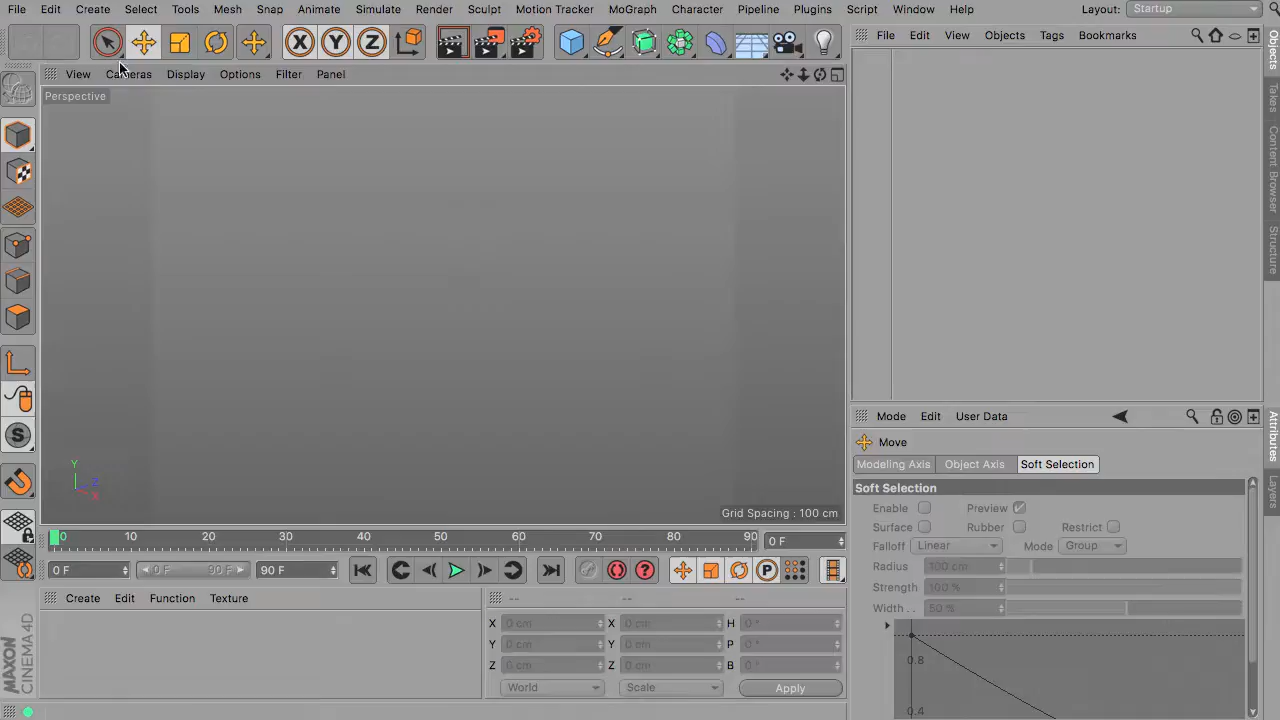 File Edit Create Select Tools Mesh Snap Animate Simulate Render Sculpt Motion Tracker MoGraph Character Pipeline Plugins Script Window Help Layout: Startup
File Edit View Objects Tags Bookmarks
View Cameras Display Options Filter Panel
Perspective
Objects
Takes
Content Browser
Structure
Y
Z
X
Grid Spacing : 100 cm
0 10 20 30 40 50 60 70 80 90 0 F
0 F 0 F 90 F 90 F
Create Edit Function Texture
-- -- --
X 0 cm X 0 cm H 0 °
Y 0 cm Y 0 cm P 0 °
Z 0 cm Z 0 cm B 0 °
World Scale Apply
Mode Edit User Data
Move
Modeling Axis Object Axis Soft Selection
Soft Selection
Enable Preview
Surface Rubber Restrict
Falloff Linear Mode Group
Radius 100 cm
Strength 100 %
Width . . 50 %
0.8
0.4
Attributes
Layers
MAXON
CINEMA 4D